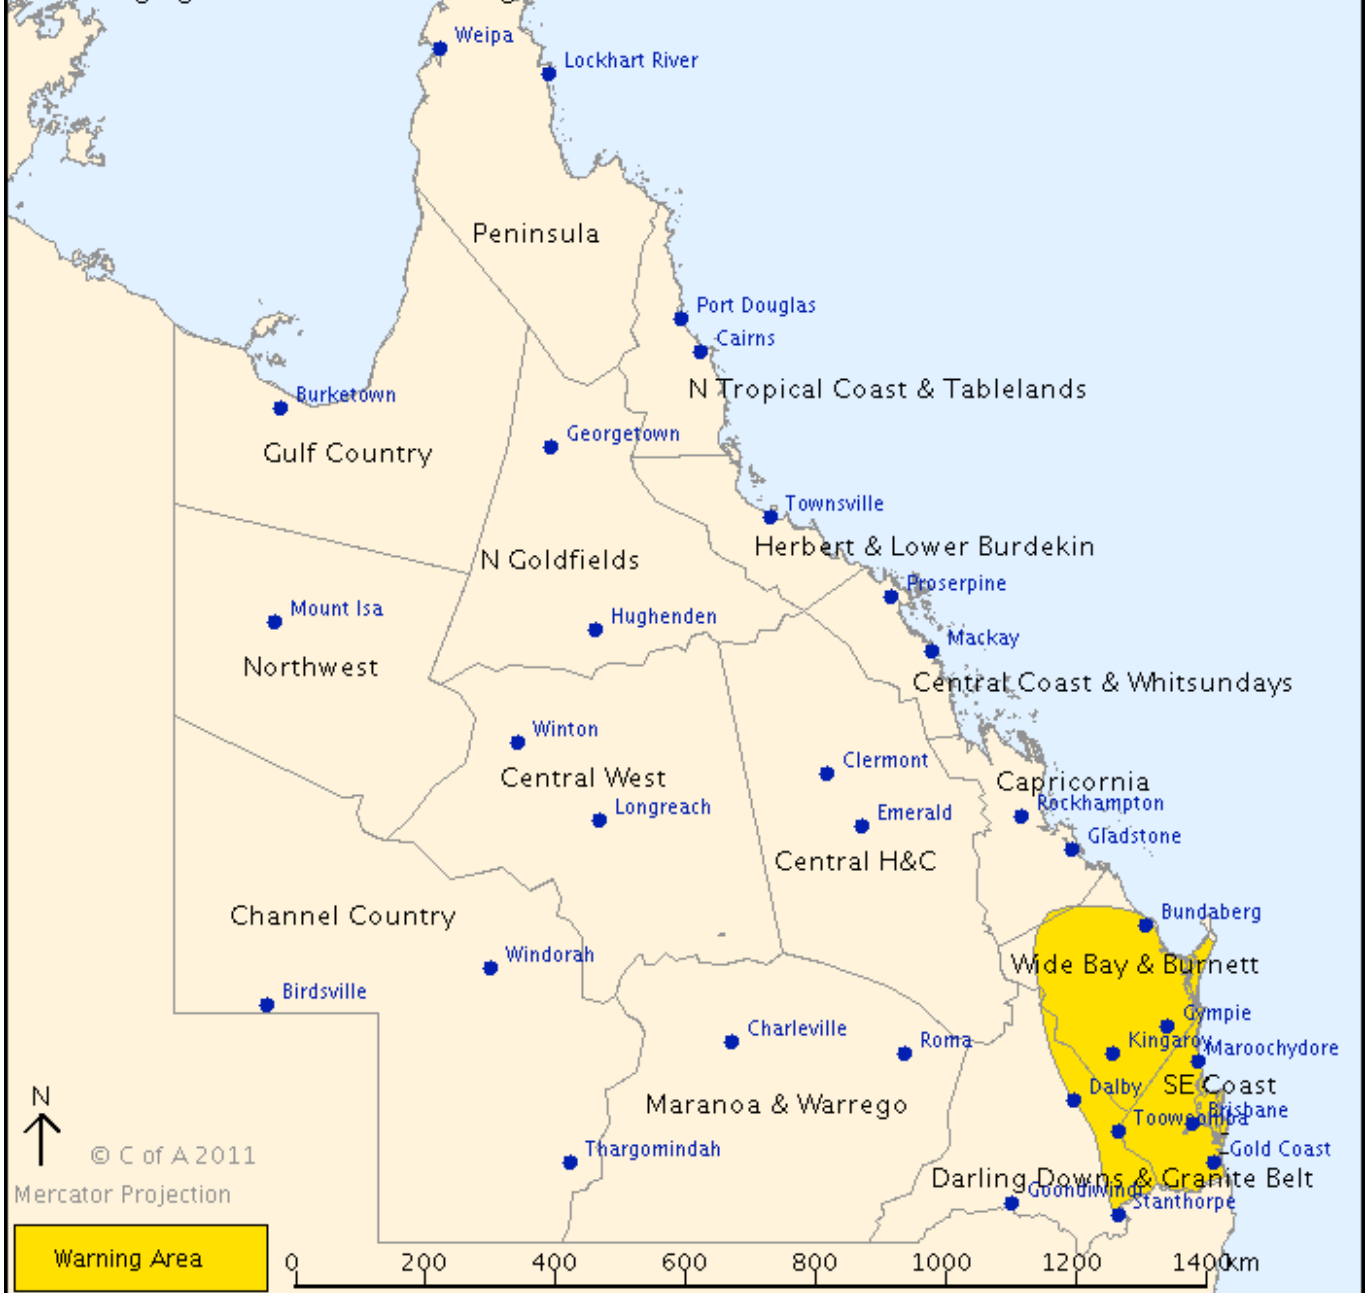 Weipa
Lockhart River
Peninsula
Port Douglas
Cairns
N Tropical Coast & Tablelands
Burketown
Georgetown
Gulf Country
Townsville
Herbert & Lower Burdekin
N Goldfields
Proserpine
Mount Isa
Hughenden
Mackay
Northwest
Central Coast & Whitsundays
Winton
Clermont
Central West
Capricornia
Longreach
Rockhampton
Emerald
Gladstone
Central H&C
Channel Country
Bundaberg
Windorah
Wide Bay & Burnett
Birdsville
Gympie
Charleville
Roma
Kingaroy
Maroochydore
Dalby
SE Coast
N
Maranoa & Warrego
Brisbane
Toowoomba
Thargomindah
Gold Coast
© C of A 2011
Darling Downs & Granite Belt
Mercator Projection
Goondiwindi
Stanthorpe
Warning Area
0 200 400 600 800 1000 1200 1400km